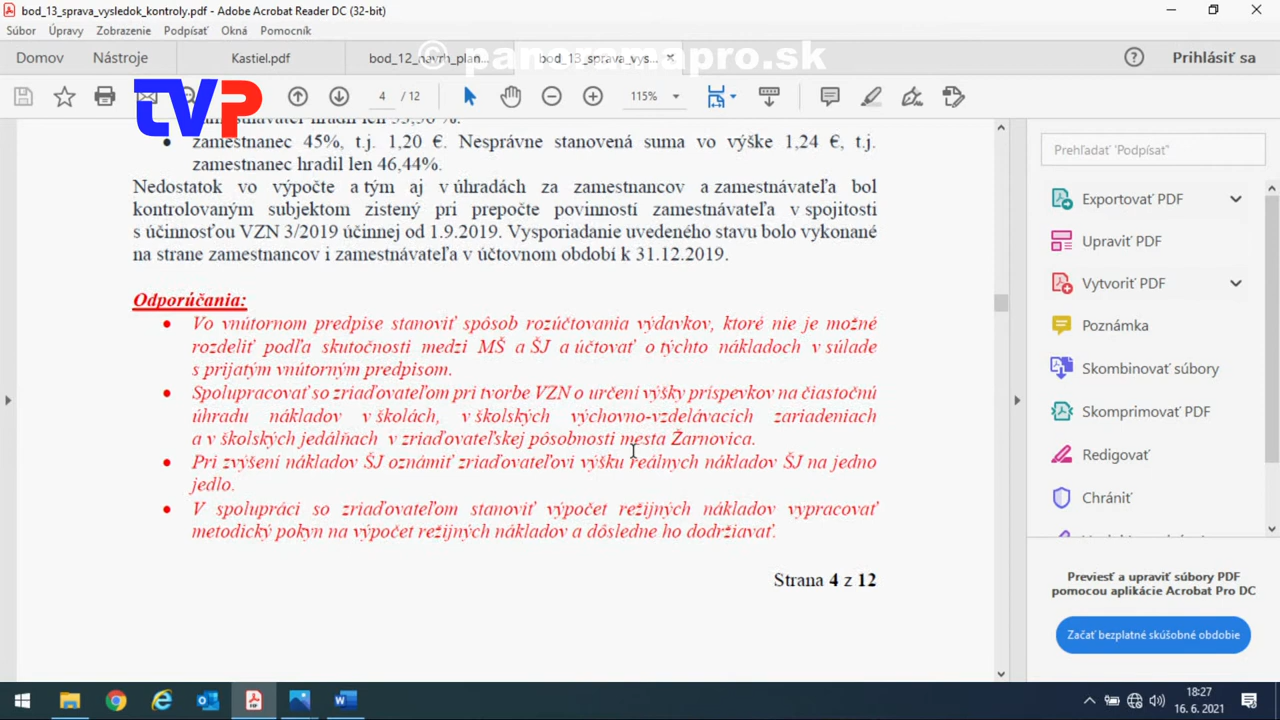 bod_13_sprava_vysledok_kontroly.pdf - Adobe Acrobat Reader DC (32-bit)
Súbor Úpravy Zobrazenie Podpísať Okná Pomocník
© panoramapro.sk
Domov Nástroje Kastiel.pdf bod_12_navrh_plan... bod_13_sprava_vys... Prihlásiť sa
TVP
4 / 12 115%
zamestnanec 45%, t.j. 1,20 €. Nesprávne stanovená suma vo výške 1,24 €, t.j.
zamestnanec hradil len 46,44%.
Nedostatok vo výpočte a tým aj v úhradách za zamestnancov a zamestnávateľa bol
kontrolovaným subjektom zistený pri prepočte povinností zamestnávateľa v spojitosti
s účinnosťou VZN 3/2019 účinnej od 1.9.2019. Vysporiadanie uvedeného stavu bolo vykonané
na strane zamestnancov i zamestnávateľa v účtovnom období k 31.12.2019.
Odporúčania:
Vo vnútornom predpise stanoviť spôsob rozúčtovania výdavkov, ktoré nie je možné
rozdeliť podľa skutočnosti medzi MŠ a ŠJ a účtovať o týchto nákladoch v súlade
s prijatým vnútorným predpisom.
Spolupracovať so zriaďovateľom pri tvorbe VZN o určení výšky príspevkov na čiastočnú
úhradu nákladov v školách, v školských výchovno-vzdelávacích zariadeniach
a v školských jedálňach v zriaďovateľskej pôsobnosti mesta Žarnovica.
Pri zvýšení nákladov ŠJ oznámiť zriaďovateľovi výšku reálnych nákladov ŠJ na jedno
jedlo.
V spolupráci so zriaďovateľom stanoviť výpočet režijných nákladov vypracovať
metodický pokyn na výpočet režijných nákladov a dôsledne ho dodržiavať.
Strana 4 z 12
Prehľadať "Podpísať"
Exportovať PDF
Upraviť PDF
Vytvoriť PDF
Poznámka
Skombinovať súbory
Skomprimovať PDF
Redigovať
Chrániť
Previesť a upraviť súbory PDF
pomocou aplikácie Acrobat Pro DC
Začať bezplatné skúšobné obdobie
18:27
16. 6. 2021